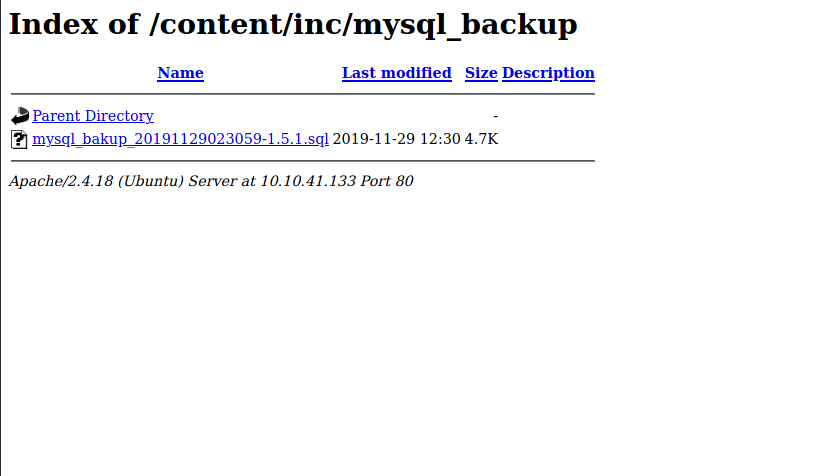 Index of /content/inc/mysql_backup
Name Last modified Size Description
Parent Directory -
mysql_bakup_20191129023059-1.5.1.sql 2019-11-29 12:30 4.7K
Apache/2.4.18 (Ubuntu) Server at 10.10.41.133 Port 80